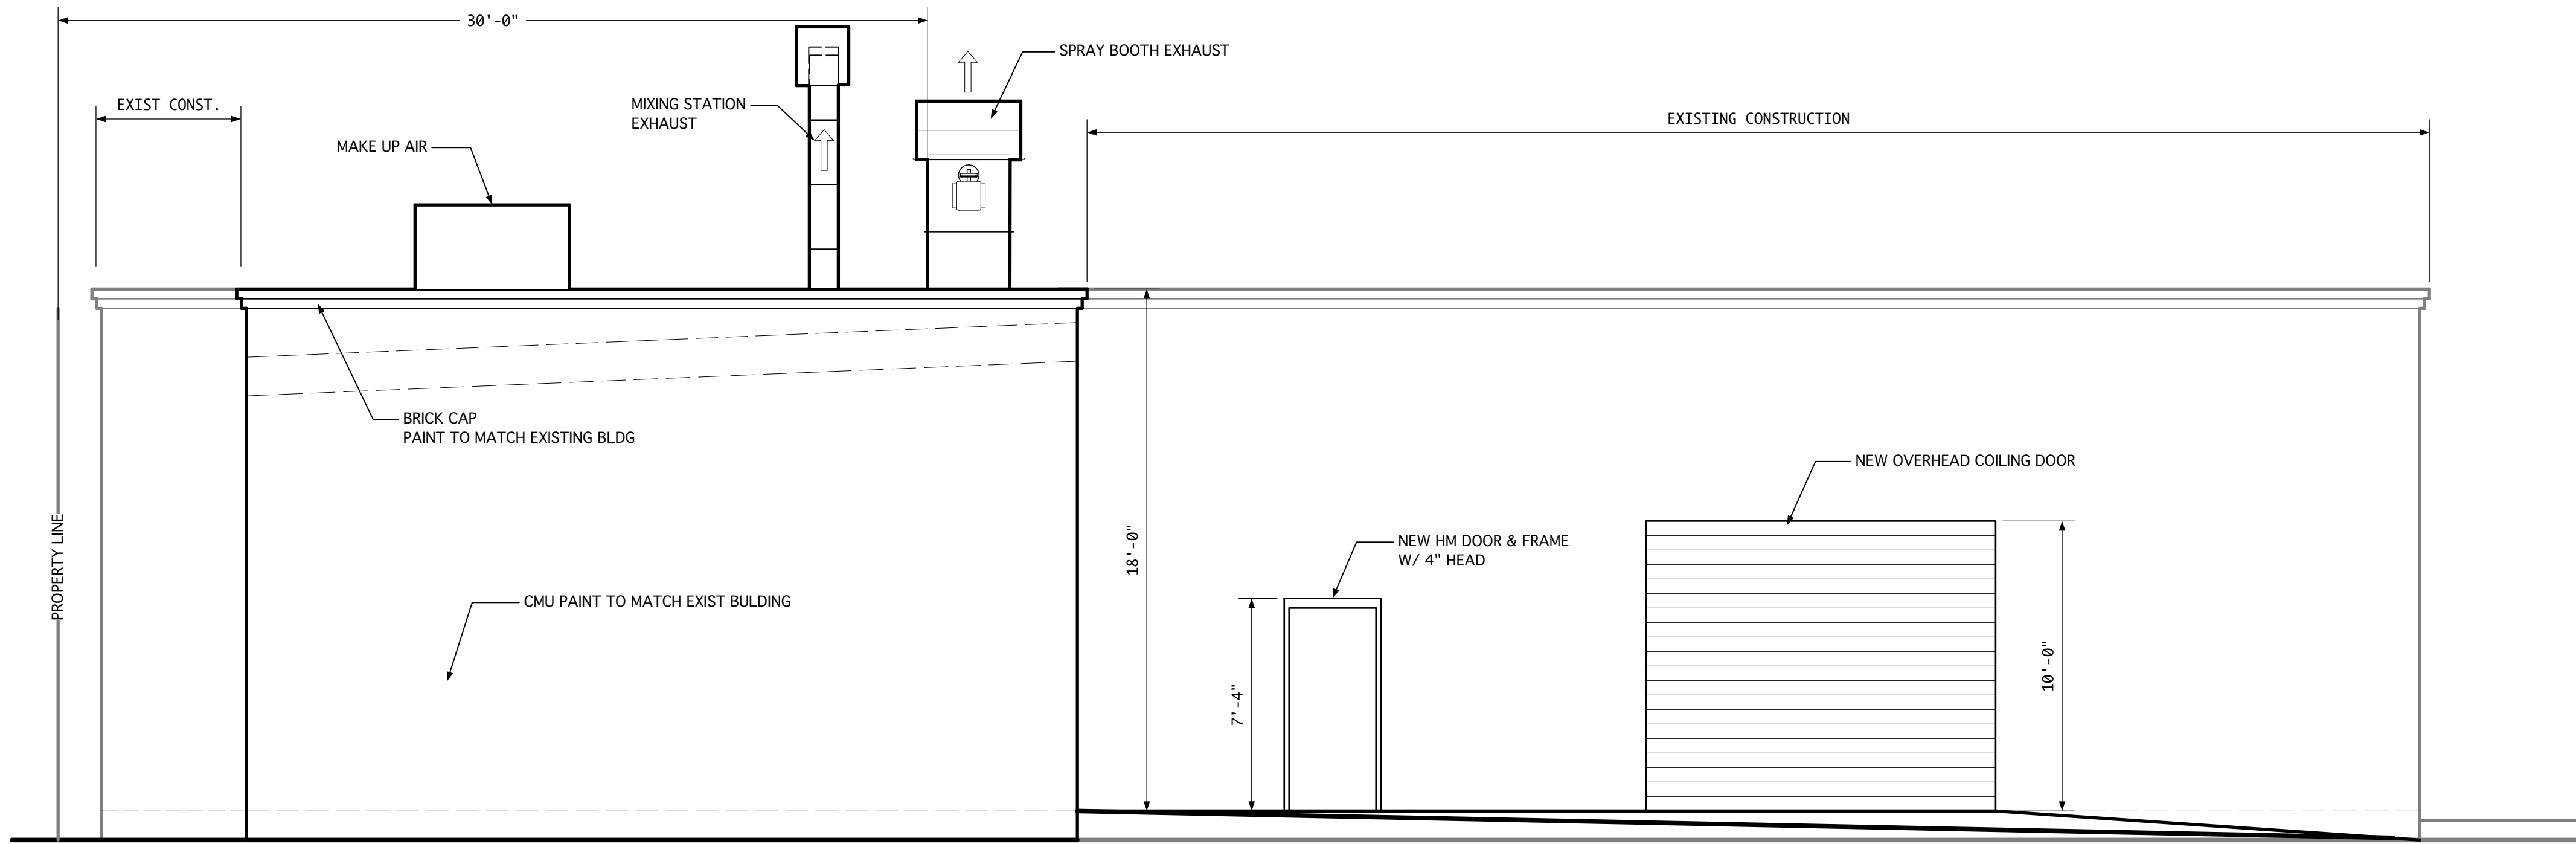 30'-0"
SPRAY BOOTH EXHAUST
EXIST CONST.
MIXING STATION
EXHAUST
EXISTING CONSTRUCTION
MAKE UP AIR
BRICK CAP
PAINT TO MATCH EXISTING BLDG
NEW OVERHEAD COILING DOOR
PROPERTY LINE
18'-0"
NEW HM DOOR & FRAME
W/ 4" HEAD
CMU PAINT TO MATCH EXIST BULDING
7'-4"
10'-0"